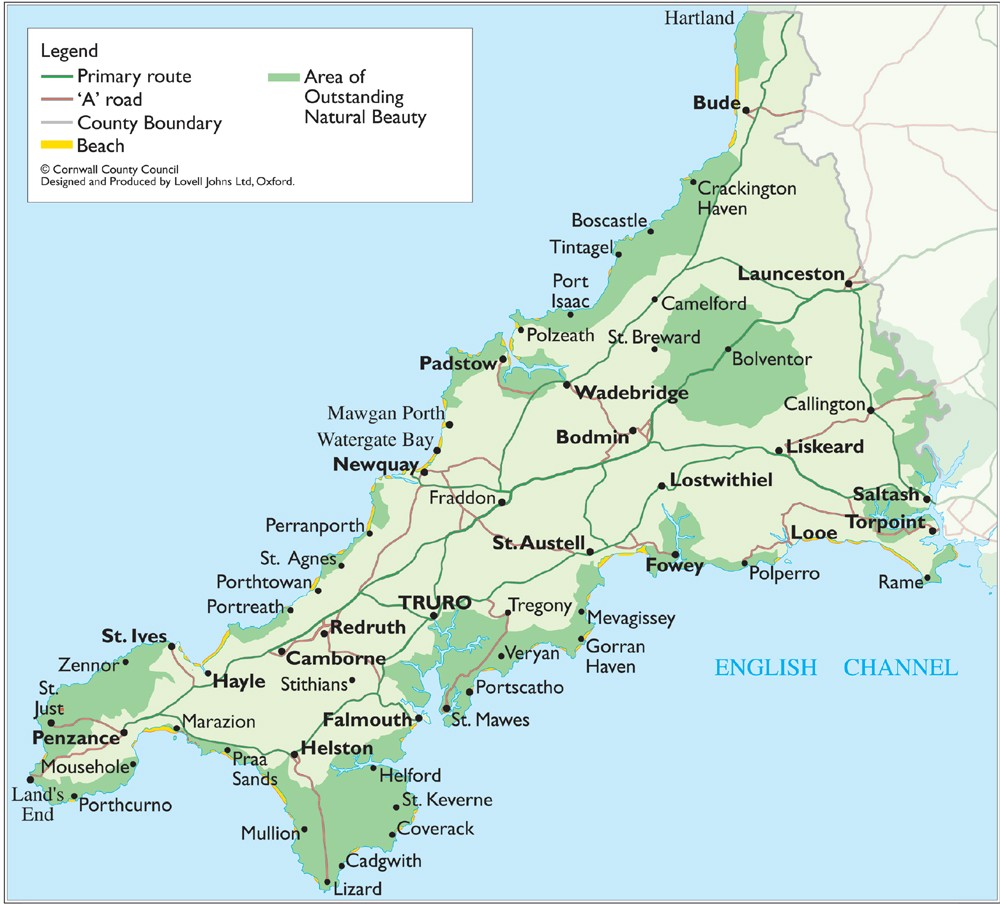 Hartland
Legend
Primary route
'A' road
County Boundary
Beach
Area of
Outstanding
Natural Beauty
© Cornwall County Council
Designed and Produced by Lovell Johns Ltd, Oxford.
Bude
Crackington
Haven
Boscastle
Tintagel
Launceston
Port
Isaac
Camelford
Polzeath
St. Breward
Bolventor
Padstow
Wadebridge
Callington
Mawgan Porth
Watergate Bay
Bodmin
Liskeard
Newquay
Lostwithiel
Fraddon
Saltash
Torpoint
Perranporth
Looe
St. Austell
St. Agnes
Fowey
Polperro
Rame
Porthtowan
Portreath
TRURO
Tregony
Mevagissey
Redruth
St. Ives
Gorran
Haven
Veryan
Zennor
Camborne
ENGLISH CHANNEL
Hayle
Stithians
Portscatho
St.
Just
Marazion
Falmouth
St. Mawes
Penzance
Helston
Praa
Sands
Mousehole
Helford
Land's
End
Porthcurno
St. Keverne
Mullion
Coverack
Cadgwith
Lizard